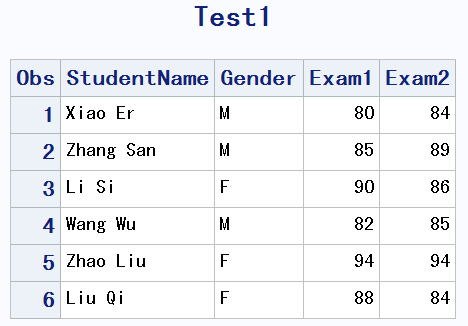 Test1
Obs StudentName Gender Exam1 Exam2
1 Xiao Er M 80 84
2 Zhang San M 85 89
3 Li Si F 90 86
4 Wang Wu M 82 85
5 Zhao Liu F 94 94
6 Liu Qi F 88 84